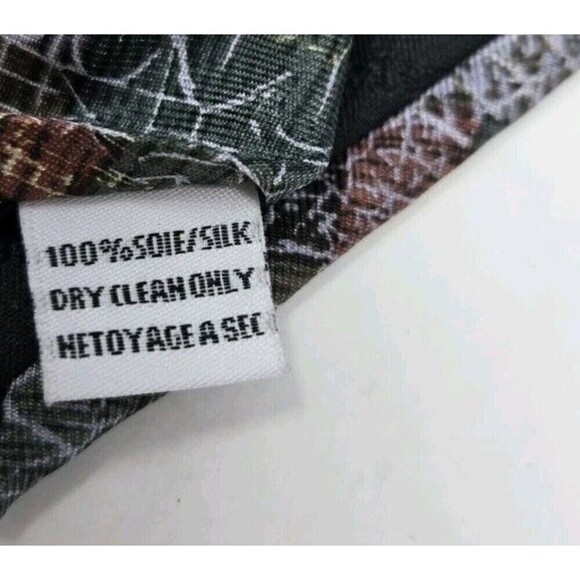 100%SOIE/SILK
DRY CLEAN ONLY
NETOYAGE A SEC